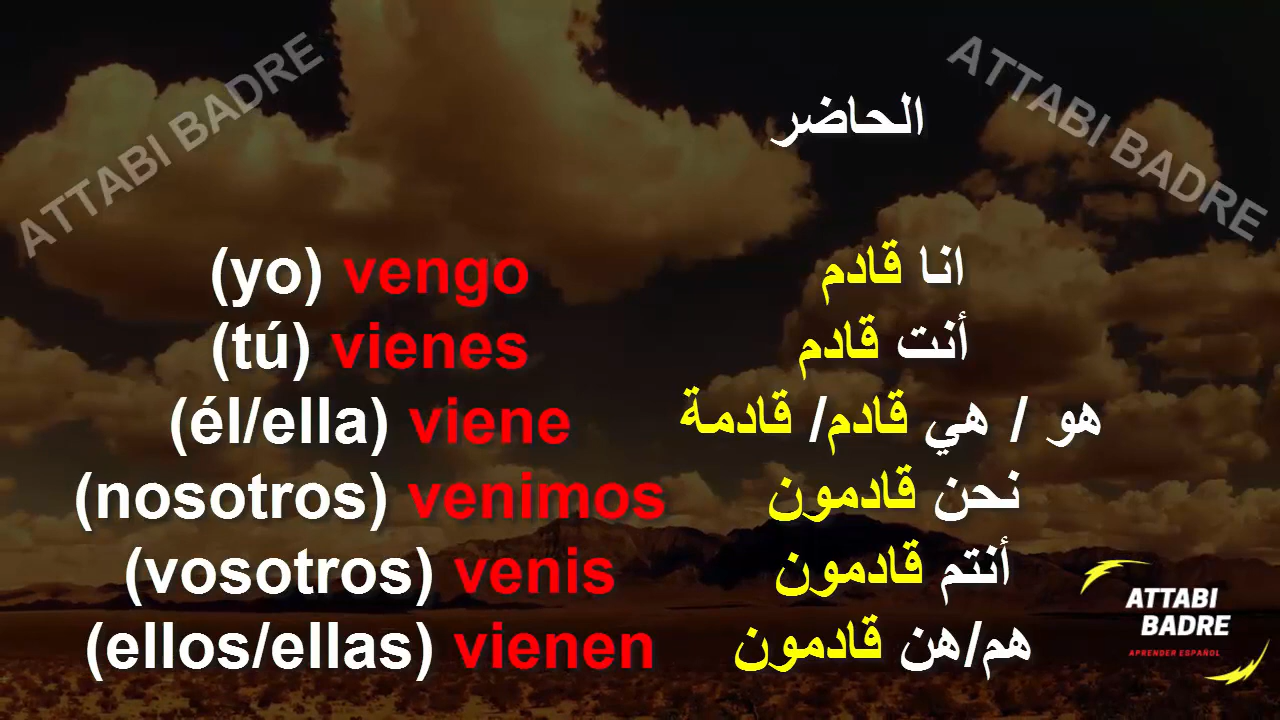 ATTABI BADRE
ATTABI BADRE
الحاضر
(yo) vengo
انا قادم
(tú) vienes
أنت قادم
(él/ella) viene
هو / هي قادم/ قادمة
(nosotros) venimos
نحن قادمون
(vosotros) venis
أنتم قادمون
(ellos/ellas) vienen
هم/هن قادمون
ATTABI
BADRE
APRENDER ESPAÑOL